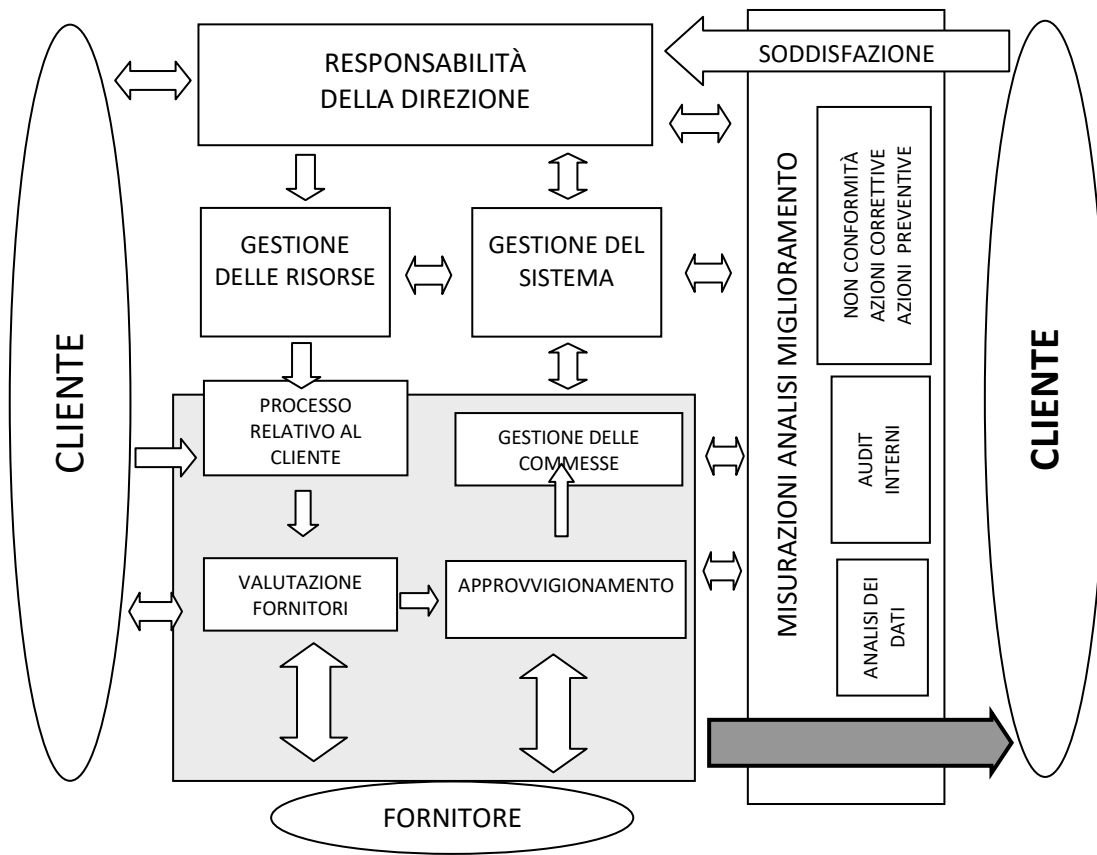 CLIENTE
RESPONSABILITÀ
DELLA DIREZIONE
SODDISFAZIONE
GESTIONE
DELLE RISORSE
GESTIONE DEL
SISTEMA
PROCESSO
RELATIVO AL
CLIENTE
GESTIONE DELLE
COMMESSE
VALUTAZIONE
FORNITORI
APPROVVIGIONAMENTO
FORNITORE
MISURAZIONI ANALISI MIGLIORAMENTO
NON CONFORMITÀ
AZIONI CORRETTIVE
AZIONI PREVENTIVE
AUDIT
INTERNI
ANALISI DEI
DATI
CLIENTE